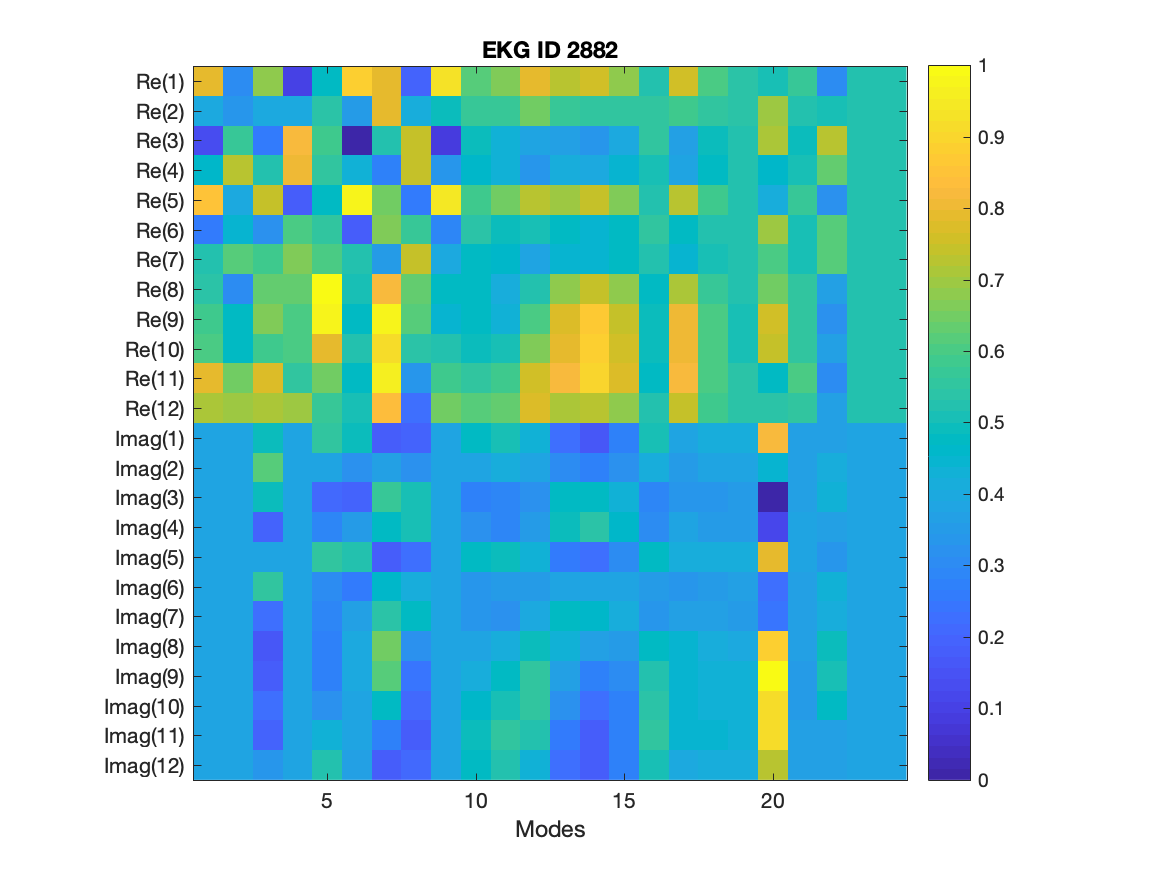 EKG ID 2882
Re(1)
Re(2)
Re(3)
Re(4)
Re(5)
Re(6)
Re(7)
Re(8)
Re(9)
Re(10)
Re(11)
Re(12)
Imag(1)
Imag(2)
Imag(3)
Imag(4)
Imag(5)
Imag(6)
Imag(7)
Imag(8)
Imag(9)
Imag(10)
Imag(11)
Imag(12)
5 10 15 20
Modes
1
0.9
0.8
0.7
0.6
0.5
0.4
0.3
0.2
0.1
0